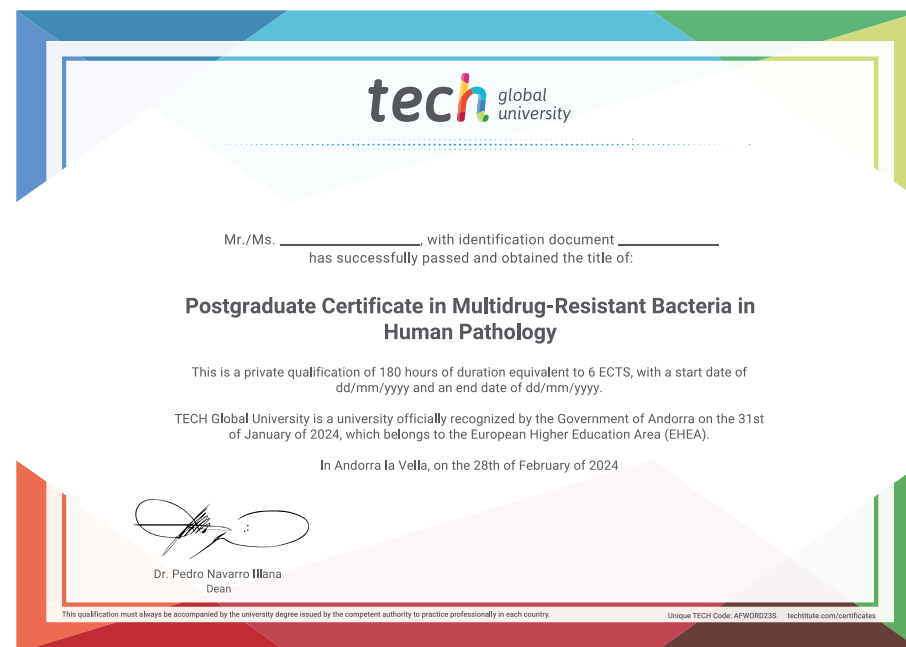 tech global
university
Mr./Ms. ____________, with identification document ____________
has successfully passed and obtained the title of:
Postgraduate Certificate in Multidrug-Resistant Bacteria in
Human Pathology
This is a private qualification of 180 hours of duration equivalent to 6 ECTS, with a start date of
dd/mm/yyyy and an end date of dd/mm/yyyy.
TECH Global University is a university officially recognized by the Government of Andorra on the 31st
of January of 2024, which belongs to the European Higher Education Area (EHEA).
In Andorra la Vella, on the 28th of February of 2024
Dr. Pedro Navarro Illana
Dean
This qualification must always be accompanied by the university degree issued by the competent authority to practice professionally in each country.
Unique TECH Code: AFWORD23S techtitute.com/certificates